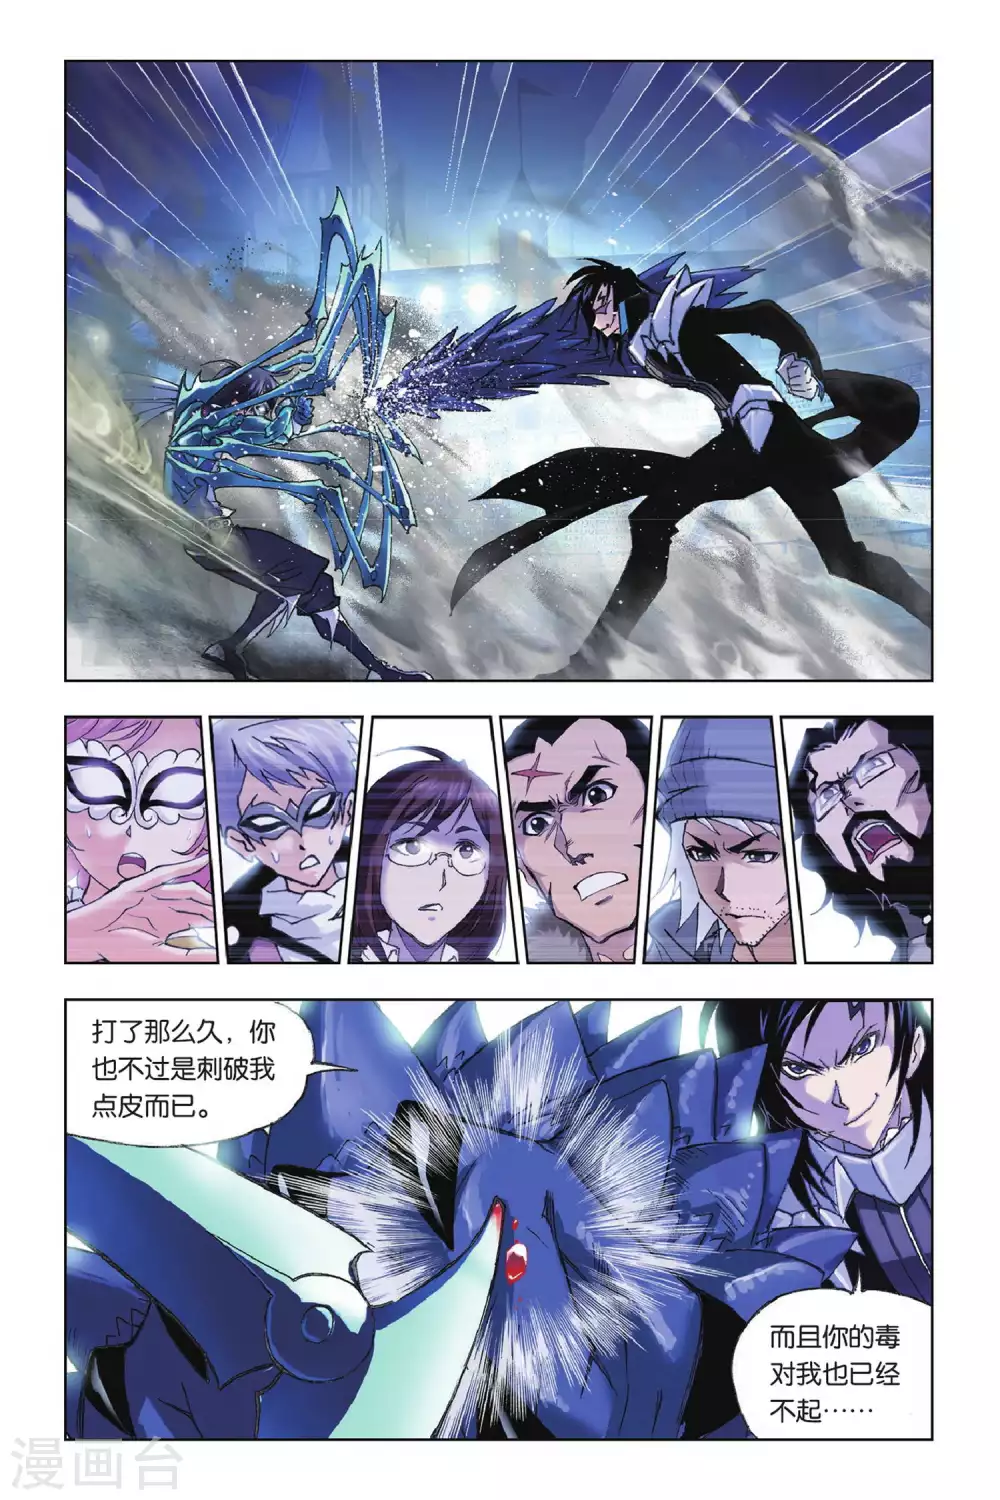 打了那么久，你
也不过是刺破我
点皮而已。
而且你的毒
对我也已经
不起……
漫画台